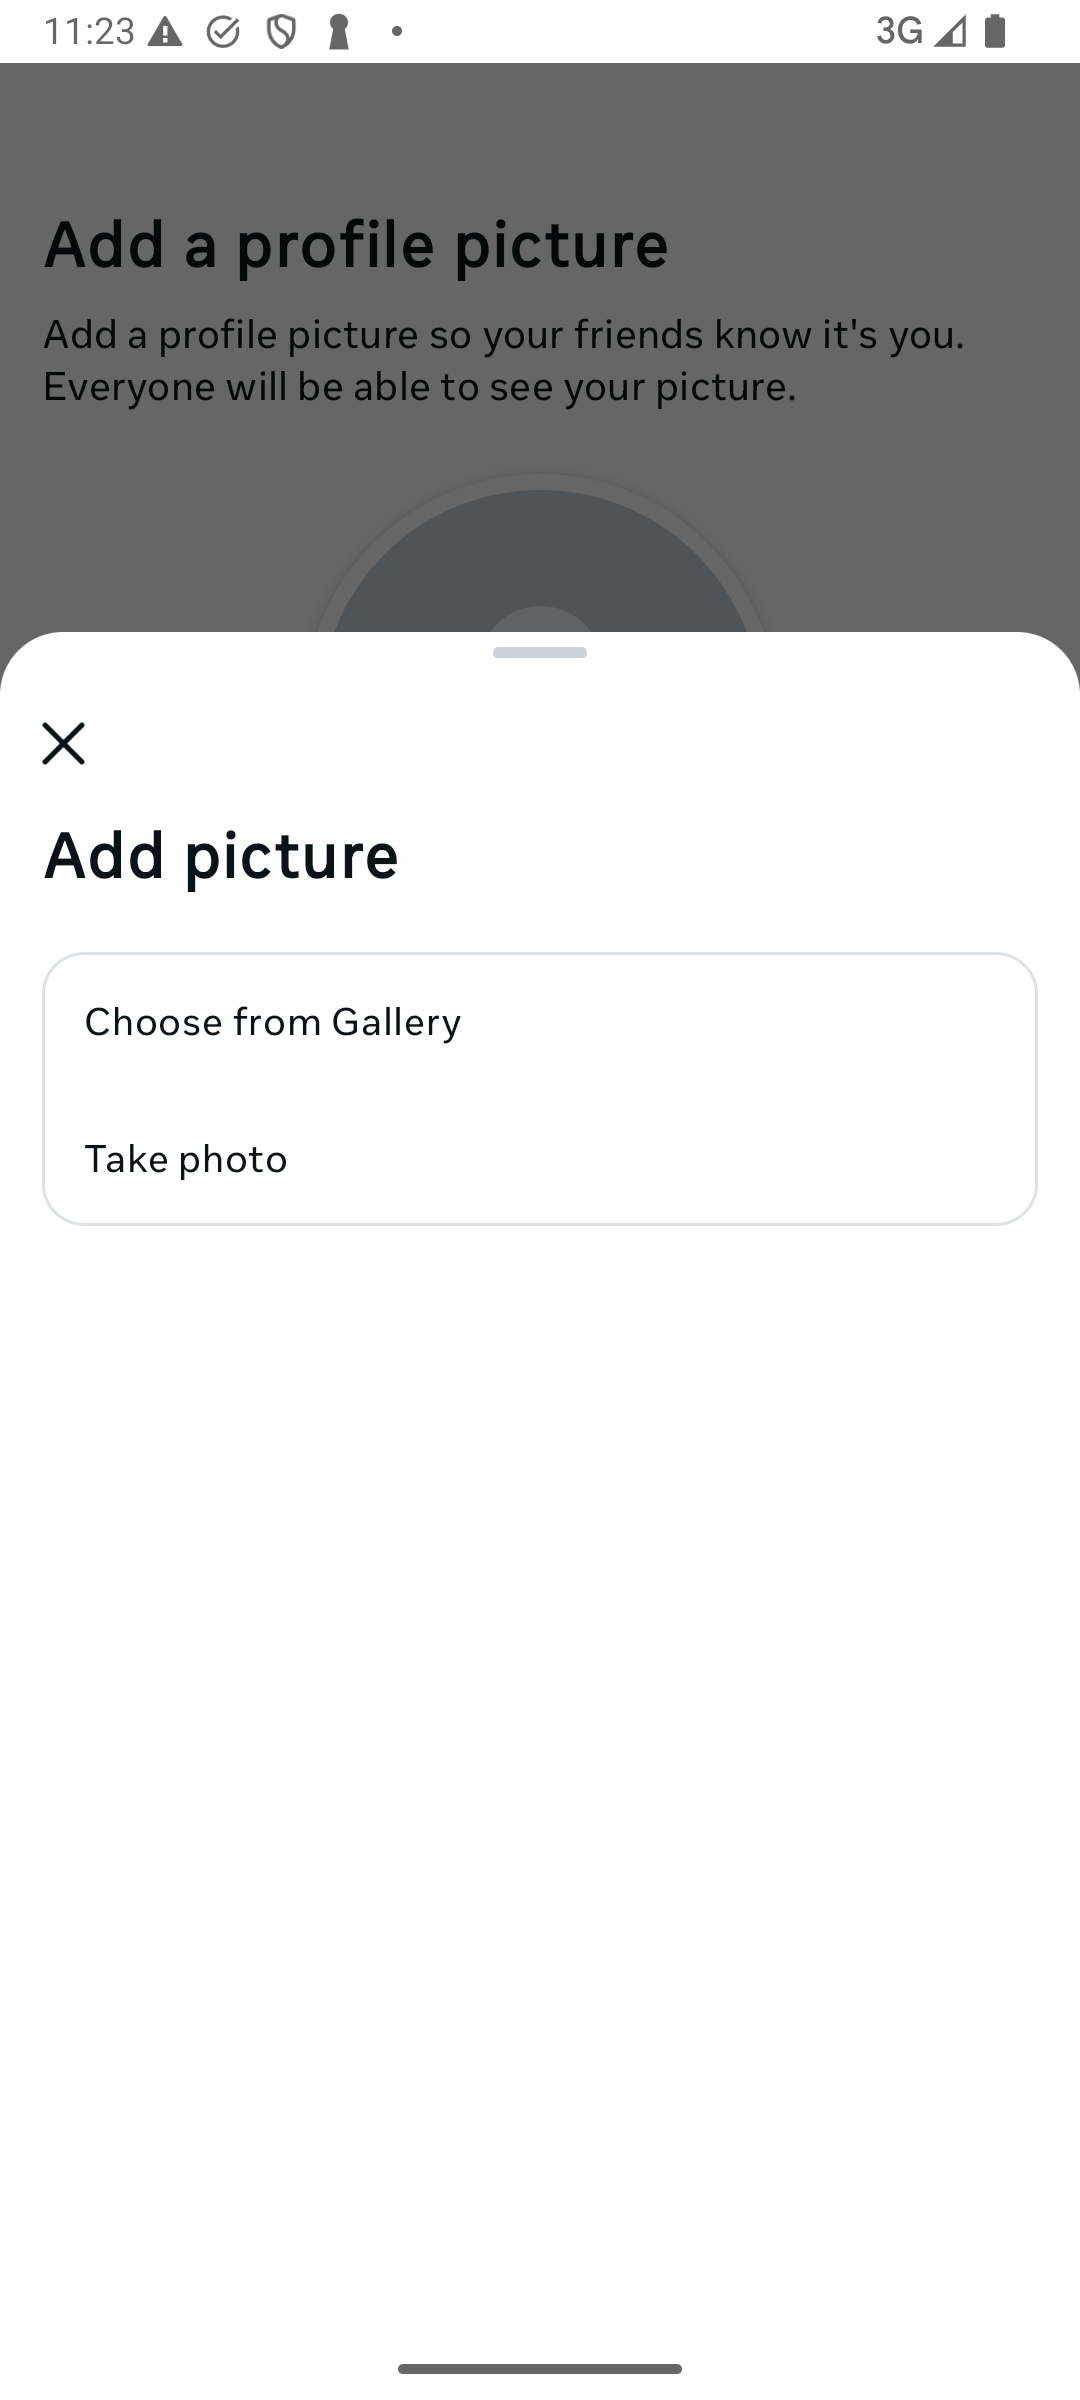 11:23
3G
Add a profile picture
Add a profile picture so your friends know it's you.
Everyone will be able to see your picture.
Add picture
Choose from Gallery
Take photo